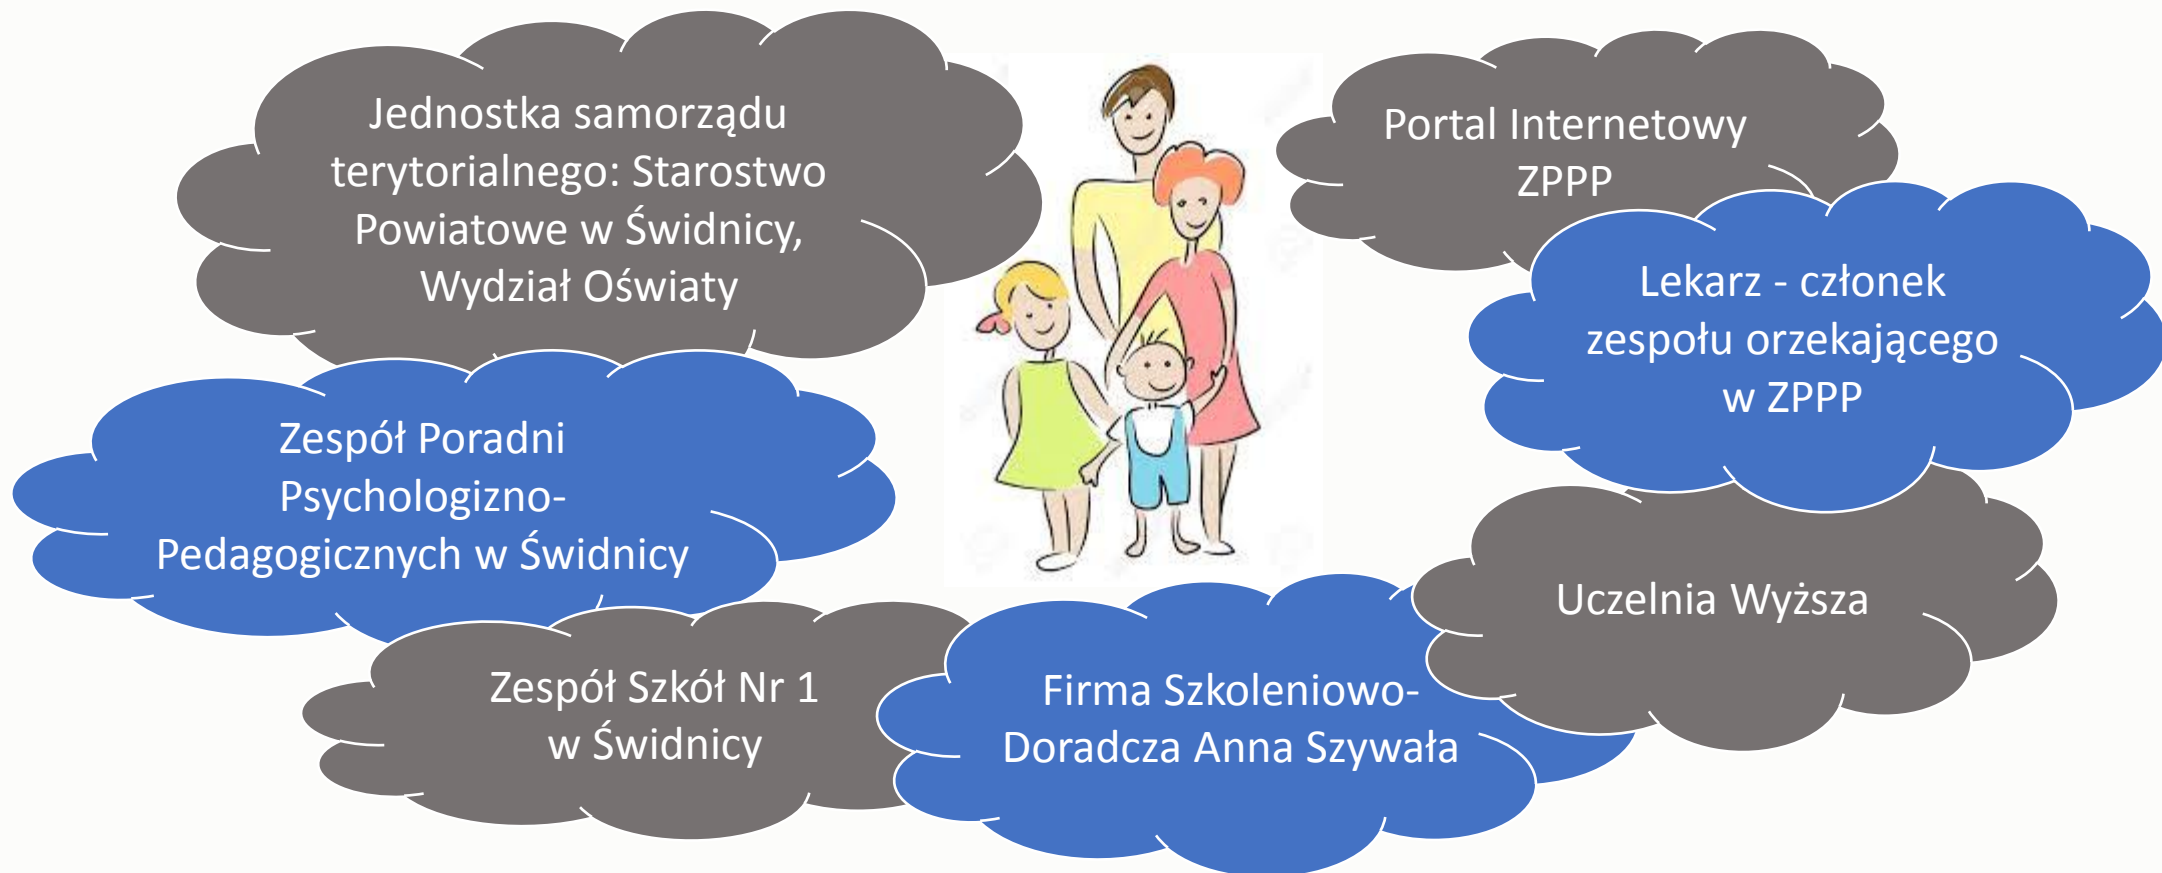 Jednostka samorządu
terytorialnego: Starostwo
Powiatowe w Świdnicy,
Wydział Oświaty
Portal Internetowy
ZPPP
Lekarz - członek
zespołu orzekającego
w ZPPP
Zespół Poradni
Psychologizno-
Pedagogicznych w Świdnicy
Uczelnia Wyższa
Zespół Szkół Nr 1
w Świdnicy
Firma Szkoleniowo-
Doradcza Anna Szywała